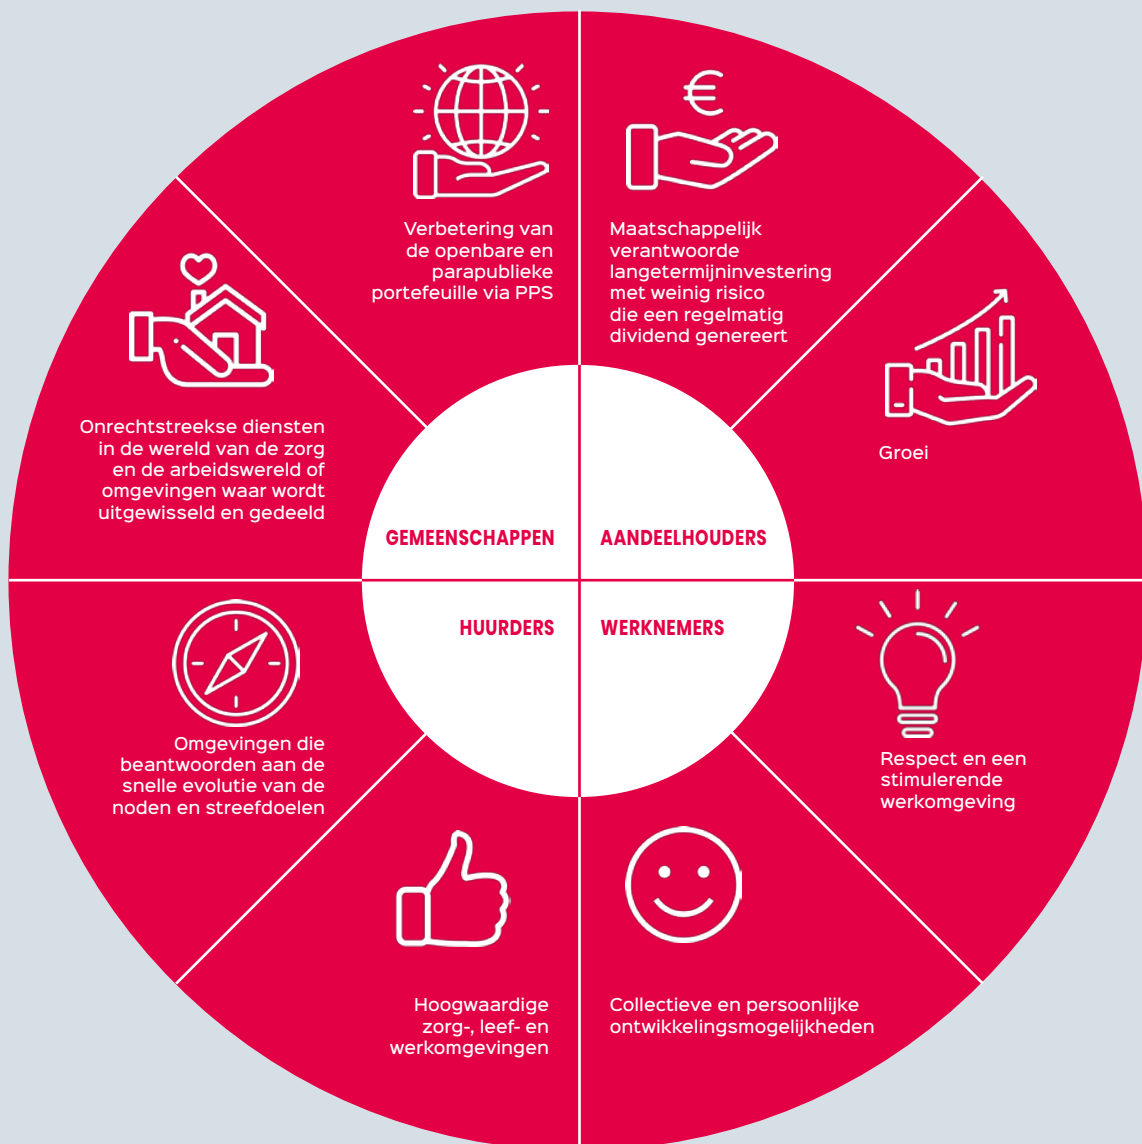 Verbetering van
de openbare en
parapublieke
portefeuille via PPS
€
Maatschappelijk
verantwoorde
langetermijninvestering
met weinig risico
die een regelmatig
dividend genereert
Onrechtstreekse diensten
in de wereld van de zorg
en de arbeidswereld of
omgevingen waar wordt
uitgewisseld en gedeeld
Groei
GEMEENSCHAPPEN
AANDEELHOUDERS
HUURDERS
WERKNEMERS
Omgevingen die
beantwoorden aan de
snelle evolutie van de
noden en streefdoelen
Respect en een
stimulerende
werkomgeving
Hoogwaardige
zorg-, leef- en
werkomgevingen
Collectieve en persoonlijke
ontwikkelingsmogelijkheden